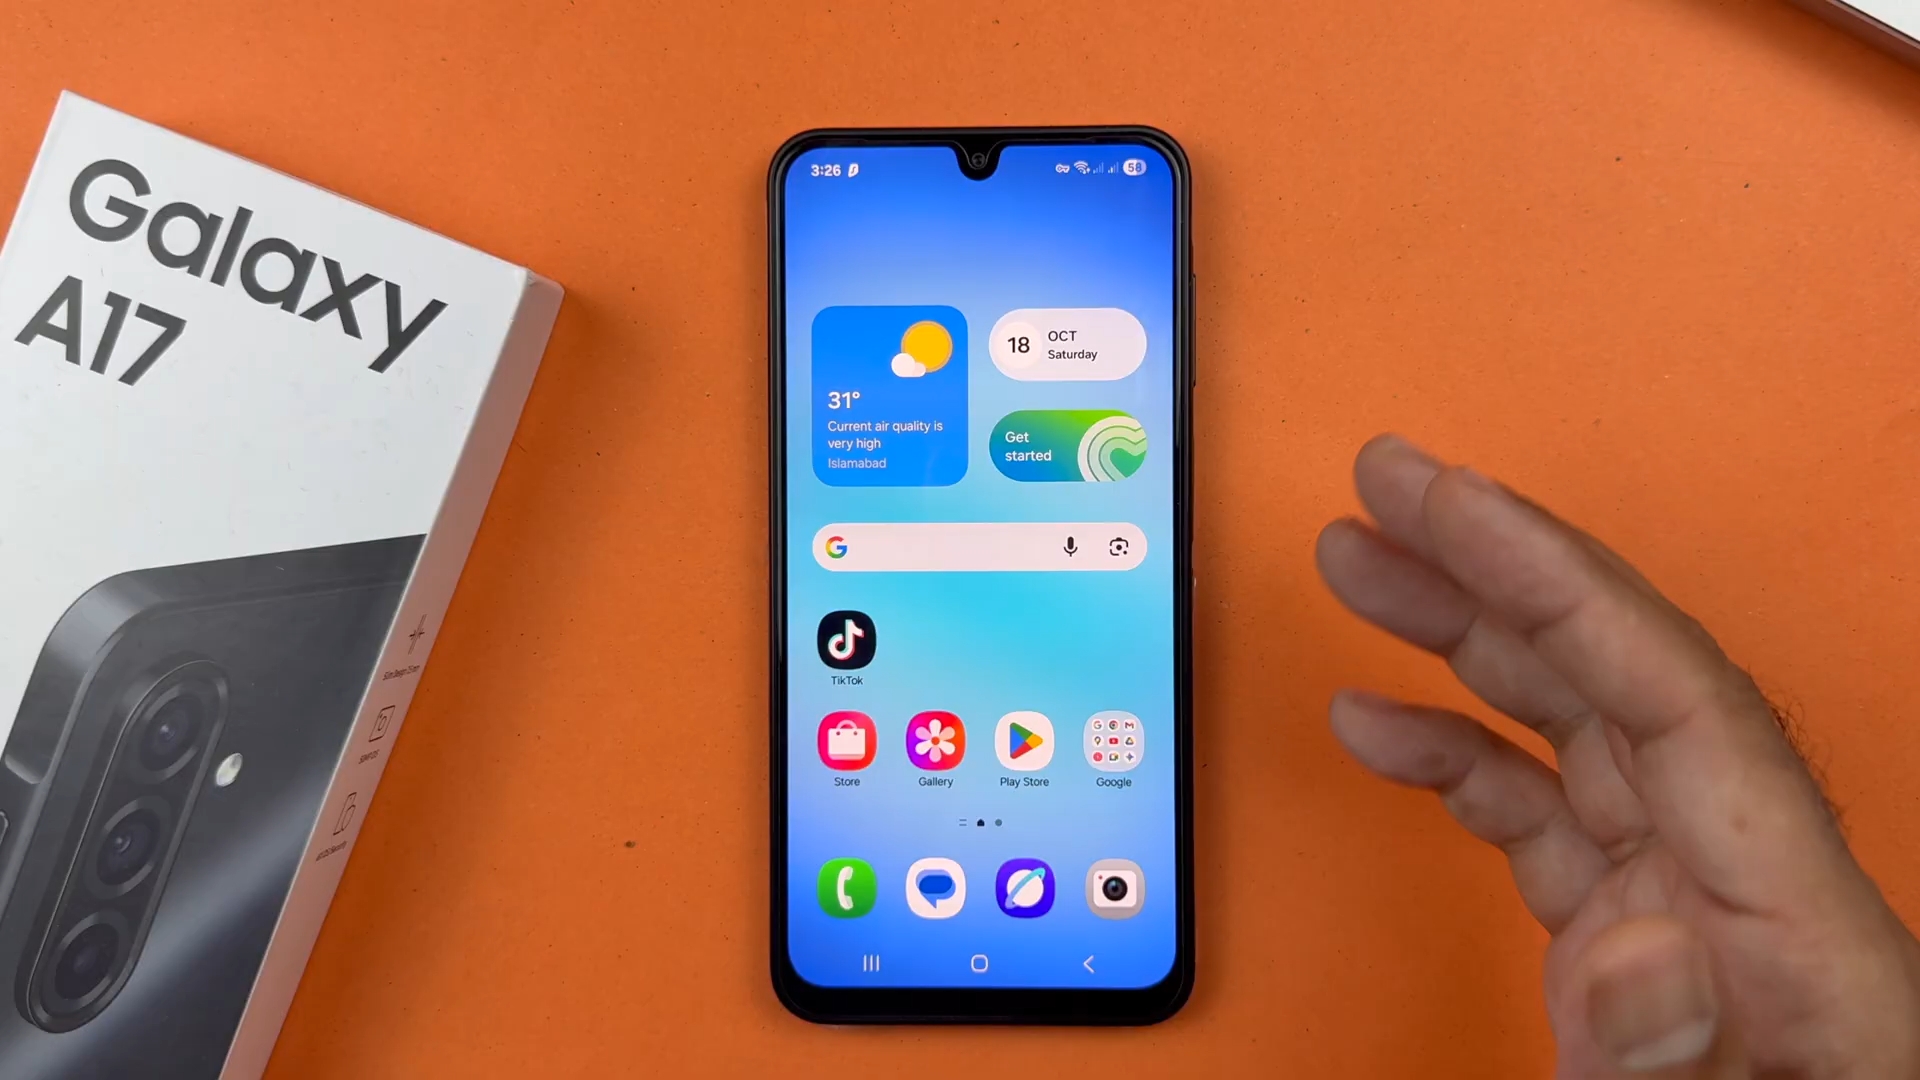 Galaxy
A17
3:26
58
18
OCT
Saturday
31°
Current air quality is
very high
Islamabad
Get
started
TikTok
Store
Gallery
Play Store
Google